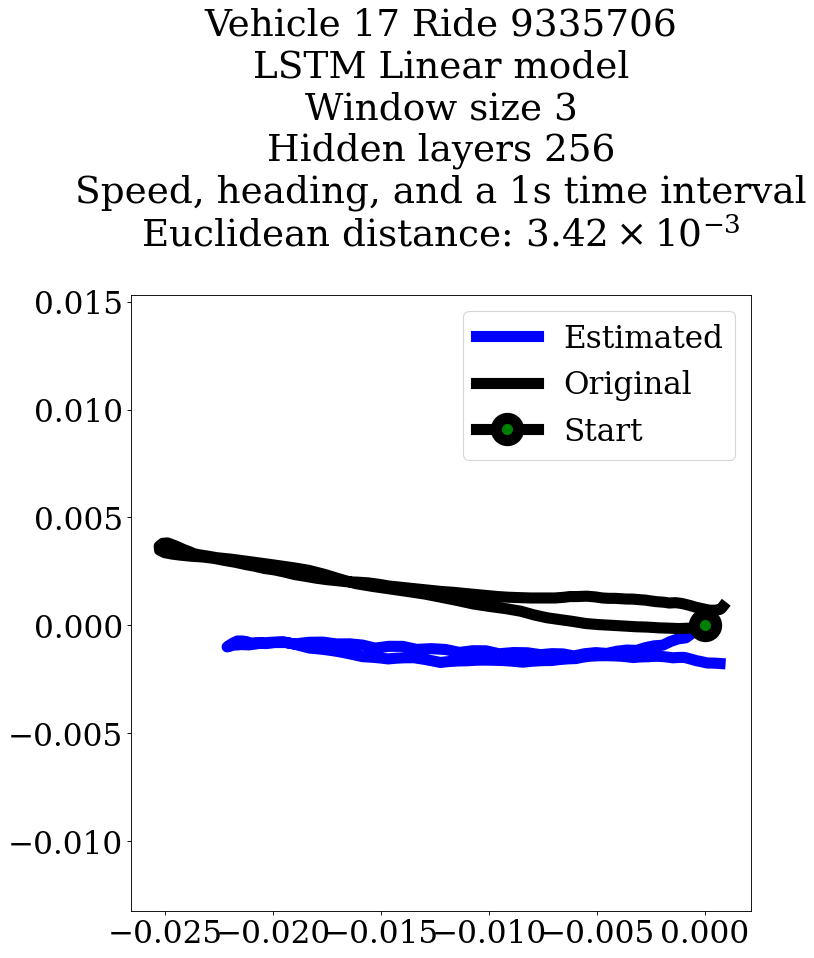 Vehicle 17 Ride 9335706
LSTM Linear model
Window size 3
Hidden layers 256
Speed, heading, and a 1s time interval
Euclidean distance: 3.42 × 10⁻³
0.015
0.010
0.005
0.000
−0.005
−0.010
Estimated
Original
Start
−0.025 −0.020 −0.015 −0.010 −0.005 0.000